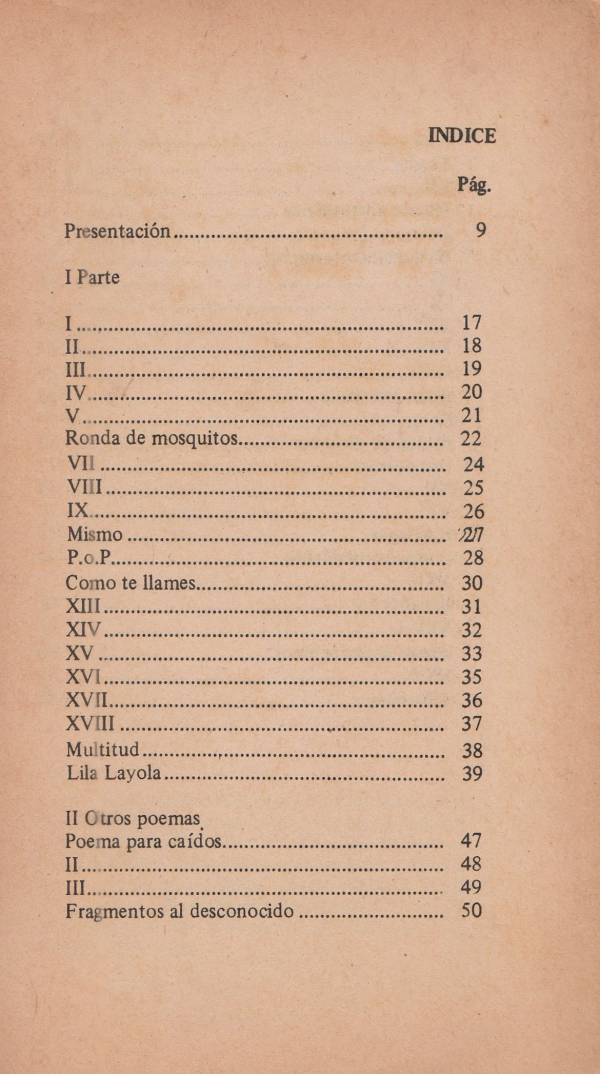 INDICE
Pág.
Presentación................................................ 9
I Parte
I .................................................................. 17
II................................................................. 18
III................................................................ 19
IV............................................................... 20
V................................................................. 21
Ronda de mosquitos..................................... 22
VII .............................................................. 24
VIII............................................................. 25
IX................................................................ 26
Mismo ......................................................... 27
P.o.P............................................................ 28
Como te llames............................................. 30
XIII............................................................. 31
XIV............................................................. 32
XV .............................................................. 33
XVI............................................................. 35
XVII............................................................ 36
XVIII .......................................................... 37
Multitud...................................................... 38
Lila Layola .................................................. 39
II Otros poemas
Poema para caídos........................................ 47
II................................................................. 48
III................................................................ 49
Fragmentos al desconocido .......................... 50